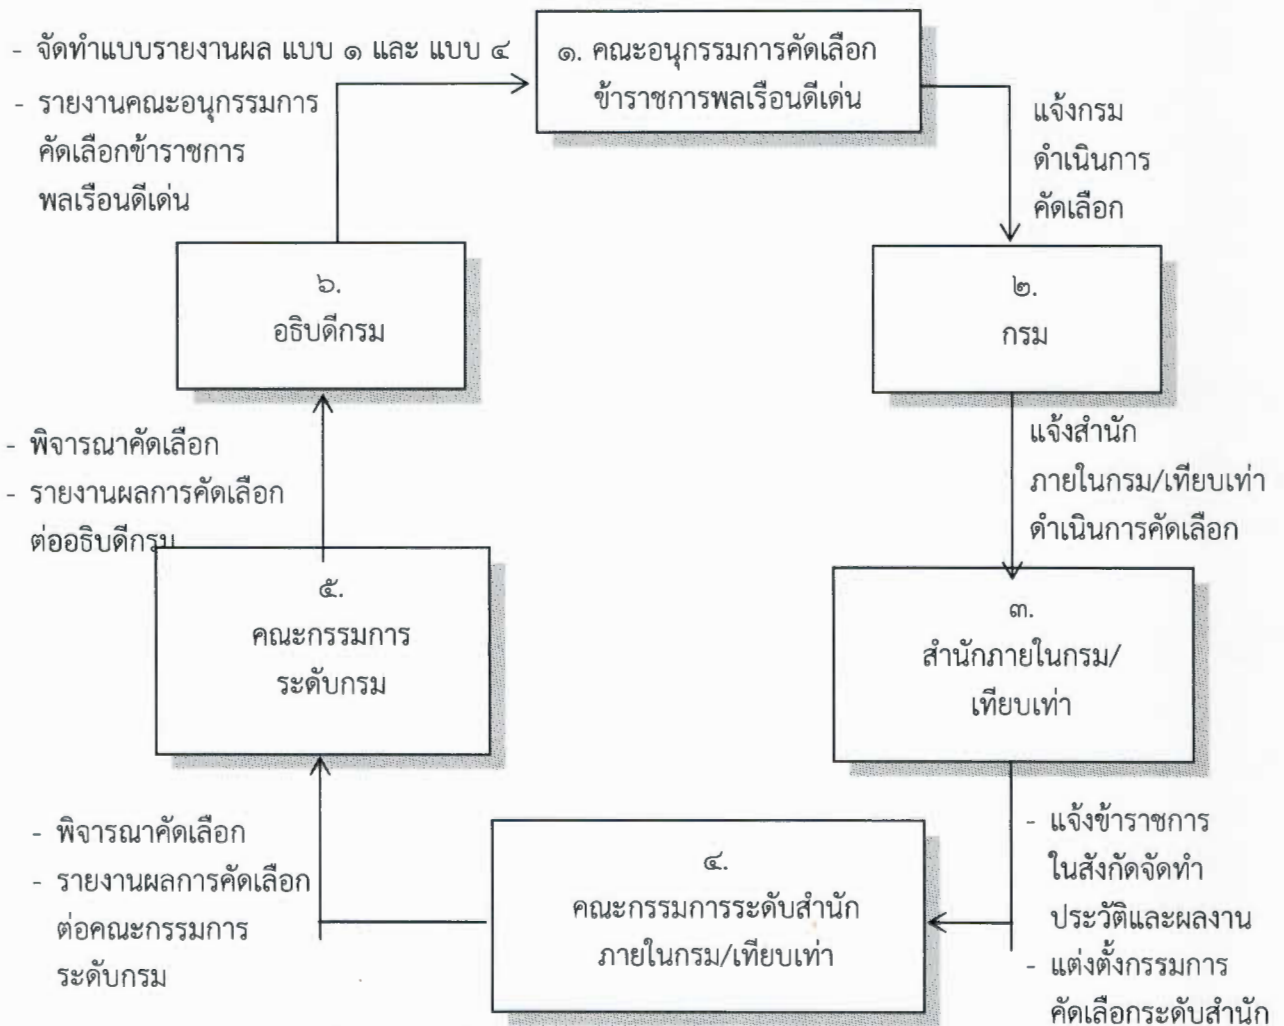 - จัดทำแบบรายงานผล แบบ ๑ และ แบบ ๔
- รายงานคณะอนุกรรมการ
คัดเลือกข้าราชการ
พลเรือนดีเด่น
๑. คณะอนุกรรมการคัดเลือก
ข้าราชการพลเรือนดีเด่น
แจ้งกรม
ดำเนินการ
คัดเลือก
๒.
กรม
แจ้งสำนัก
ภายในกรม/เทียบเท่า
ดำเนินการคัดเลือก
๓.
สำนักภายในกรม/
เทียบเท่า
- แจ้งข้าราชการ
ในสังกัดจัดทำ
ประวัติและผลงาน
- แต่งตั้งกรรมการ
คัดเลือกระดับสำนัก
๔.
คณะกรรมการระดับสำนัก
ภายในกรม/เทียบเท่า
- พิจารณาคัดเลือก
- รายงานผลการคัดเลือก
ต่อคณะกรรมการ
ระดับกรม
๕.
คณะกรรมการ
ระดับกรม
- พิจารณาคัดเลือก
- รายงานผลการคัดเลือก
ต่ออธิบดีกรม
๖.
อธิบดีกรม